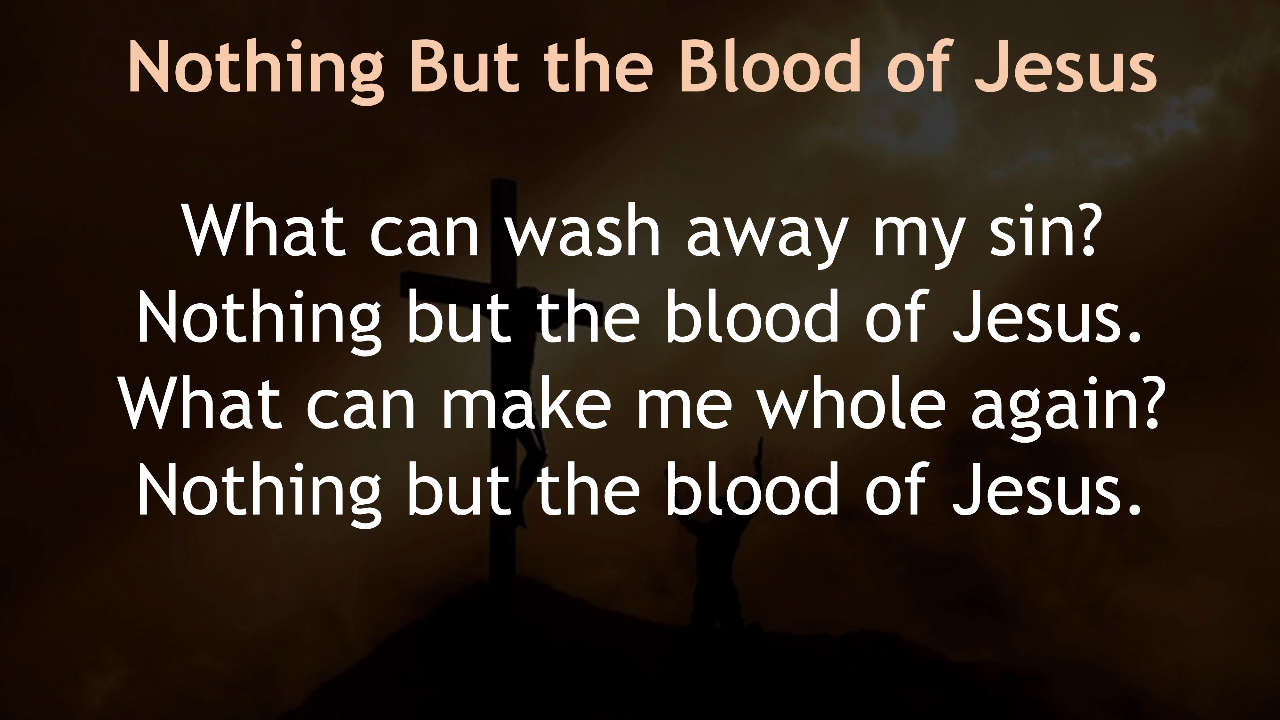 Nothing But the Blood of Jesus
What can wash away my sin?
Nothing but the blood of Jesus.
What can make me whole again?
Nothing but the blood of Jesus.